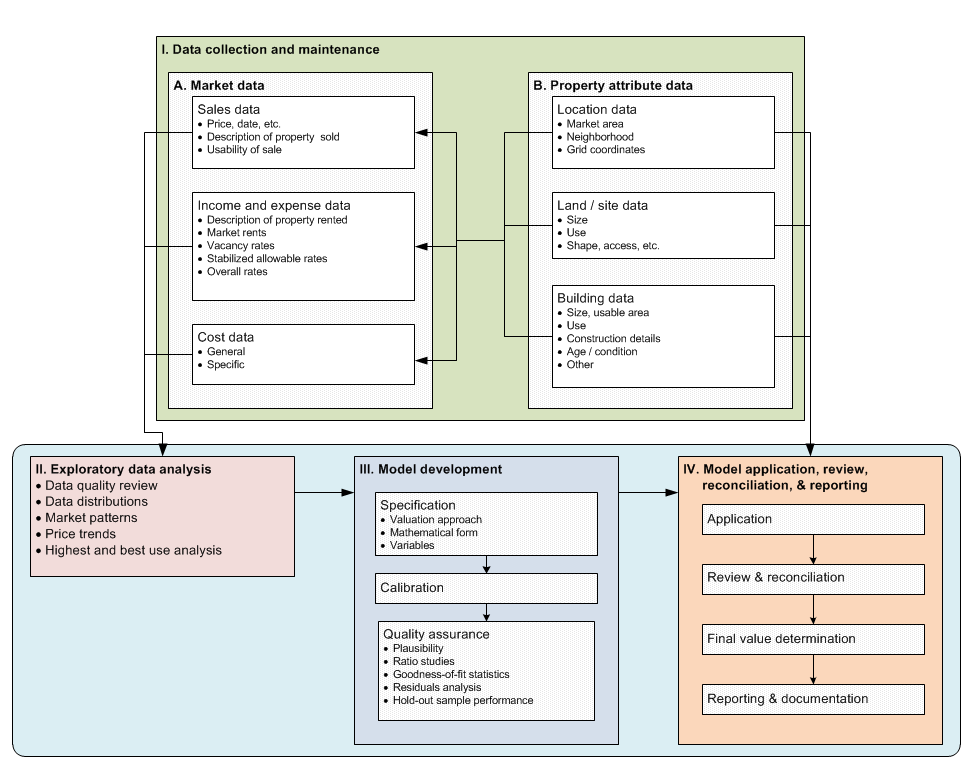 I. Data collection and maintenance
A. Market data
Sales data
• Price, date, etc.
• Description of property sold
• Usability of sale
Income and expense data
• Description of property rented
• Market rents
• Vacancy rates
• Stabilized allowable rates
• Overall rates
Cost data
• General
• Specific
B. Property attribute data
Location data
• Market area
• Neighborhood
• Grid coordinates
Land / site data
• Size
• Use
• Shape, access, etc.
Building data
• Size, usable area
• Use
• Construction details
• Age / condition
• Other
II. Exploratory data analysis
• Data quality review
• Data distributions
• Market patterns
• Price trends
• Highest and best use analysis
III. Model development
Specification
• Valuation approach
• Mathematical form
• Variables
Calibration
Quality assurance
• Plausibility
• Ratio studies
• Goodness-of-fit statistics
• Residuals analysis
• Hold-out sample performance
IV. Model application, review,
reconciliation, & reporting
Application
Review & reconciliation
Final value determination
Reporting & documentation